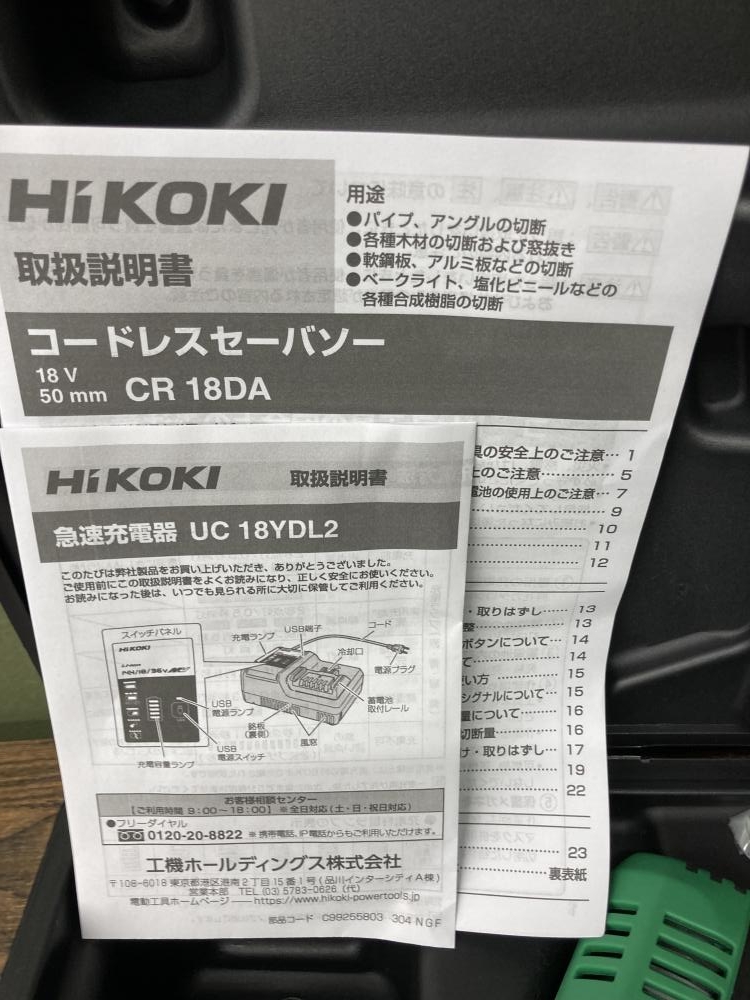 HiKOKI
取扱説明書
用途
●パイプ、アングルの切断
●各種木材の切断および窓抜き
●軟鋼板、アルミ板などの切断
●ベークライト、塩化ビニールなどの
各種合成樹脂の切断
コードレスセーバソー
18 V
50 mm CR 18DA
具の安全上のご注意… 1
上のご注意… 5
電池の使用上のご注意… 7
9
10
11
12
・取りはずし… 13
整… 13
ボタンについて… 14
て… 14
い方… 15
シグナルについて… 15
量について… 16
切断量… 16
け・取りはずし… 17
19
22
23
裏表紙
HiKOKI 取扱説明書
急速充電器 UC 18YDL2
このたびは弊社製品をお買い上げいただき、ありがとうございました。
ご使用前にこの取扱説明書をよくお読みになり、正しく安全にお使いください。
お読みになった後は、いつでも見られる所に大切に保管してご利用ください。
スイッチパネル
HiKOKI
充電ランプ
USB端子
コード
冷却口
電源プラグ
蓄電池
取付レール
USB
電源ランプ
銘板
(裏側)
風窓
USB
電源スイッチ
充電容量ランプ
お客様相談センター
【ご利用時間 9:00〜18:00】 ※全日対応(土・日・祝日対応)
●フリーダイヤル
0120-20-8822 ※携帯電話、IP電話からもご利用いただけます。
工機ホールディングス株式会社
〒108-6018 東京都港区港南2丁目15番1号(品川インターシティA棟)
営業本部 TEL (03) 5783-0626 (代)
電動工具ホームページ――https://www.hikoki-powertools.jp
部品コード C99255803 304 NGF